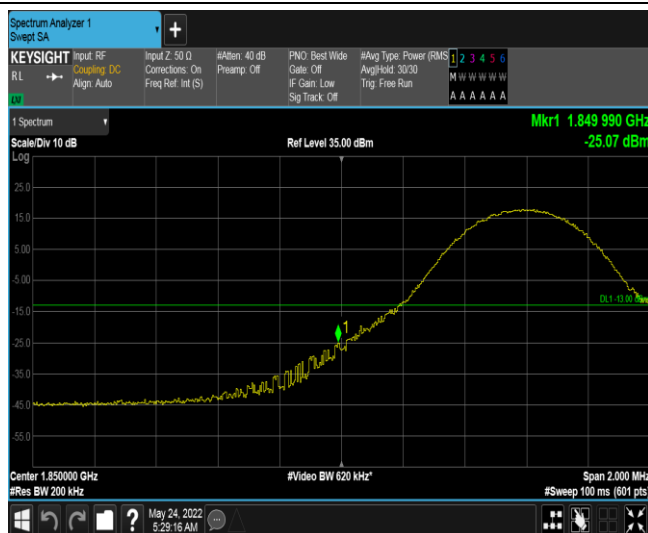 Spectrum Analyzer 1
Swept SA
KEYSIGHT
RL
LXI
Input: RF
Coupling: DC
Align: Auto
Input Z: 50 Ω
Corrections: On
Freq Ref: Int (S)
#Atten: 40 dB
Preamp: Off
PNO: Best Wide
Gate: Off
IF Gain: Low
Sig Track: Off
#Avg Type: Power (RMS
Avg|Hold: 30/30
Trig: Free Run
1 2 3 4 5 6
M W W W W W
A A A A A A
1 Spectrum
Scale/Div 10 dB
Ref Level 35.00 dBm
Mkr1 1.849 990 GHz
-25.07 dBm
Log
25.0
15.0
5.00
-5.00
-15.0
-25.0
-35.0
-45.0
-55.0
1
DL1 -13.00 dBm
Center 1.850000 GHz
#Video BW 620 kHz*
Span 2.000 MHz
#Res BW 200 kHz
#Sweep 100 ms (601 pts)
?
May 24, 2022
5:29:16 AM